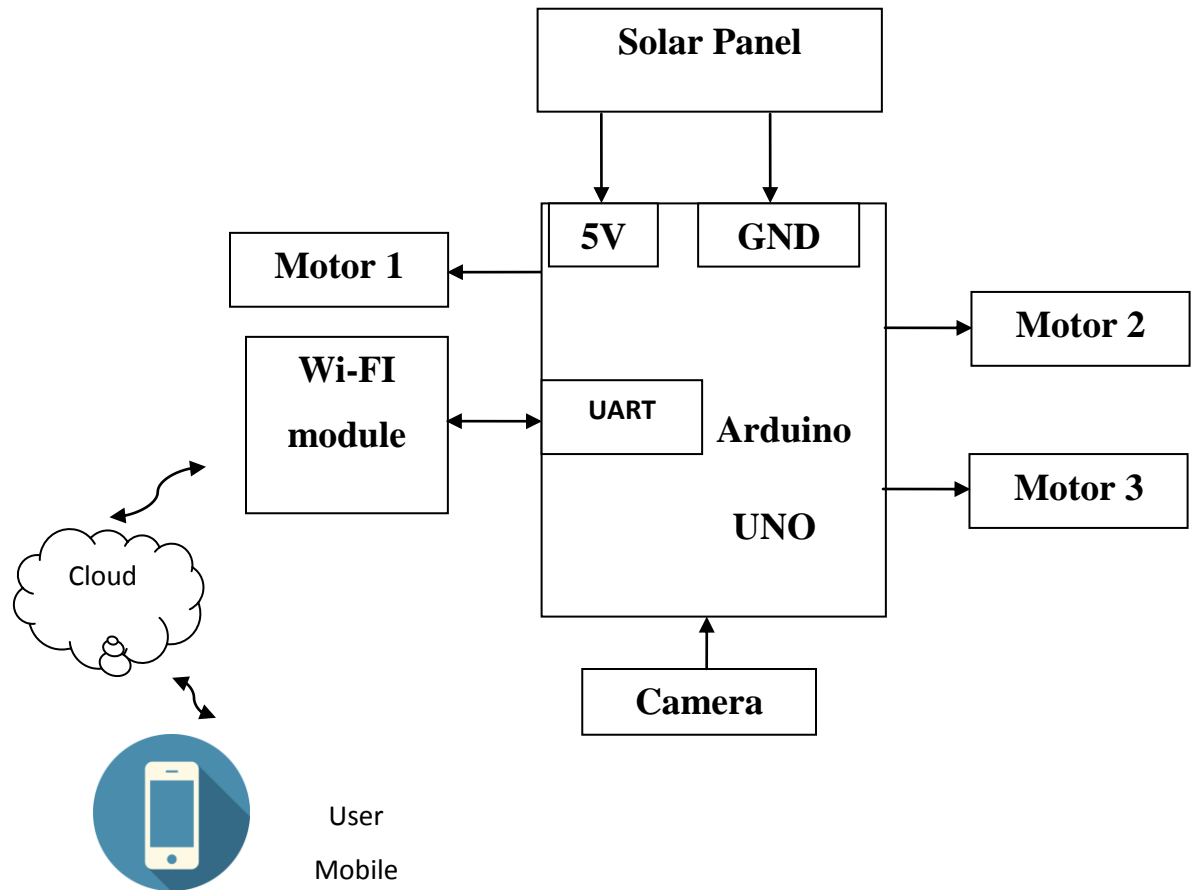 Solar Panel
5V
GND
Motor 1
Motor 2
Wi-FI
module
UART
Arduino
UNO
Motor 3
Cloud
Camera
User
Mobile